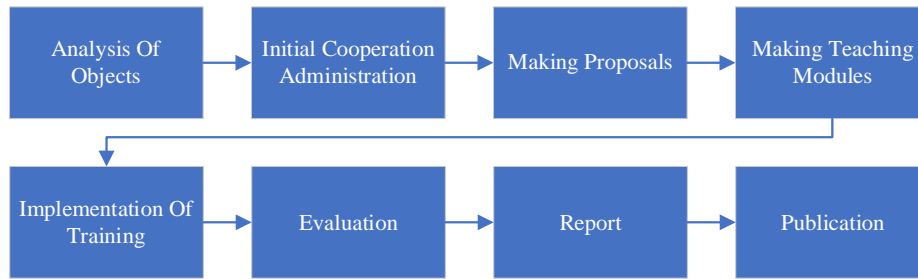 Analysis Of
Objects
Initial Cooperation
Administration
Making Proposals
Making Teaching
Modules
Implementation Of
Training
Evaluation
Report
Publication